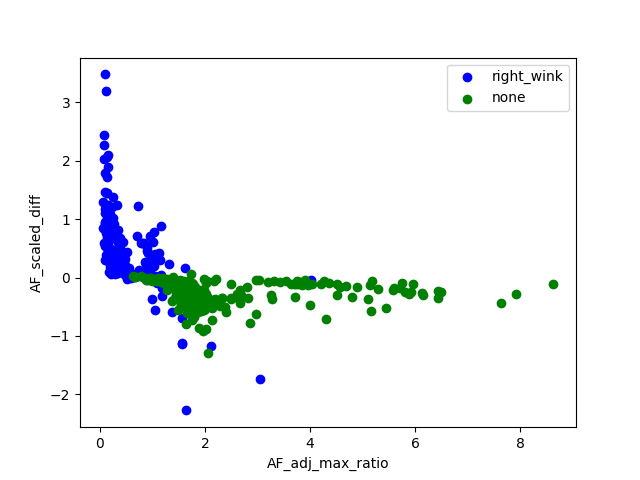 right_wink
none
3
2
1
0
−1
−2
AF_scaled_diff
0
2
4
6
8
AF_adj_max_ratio